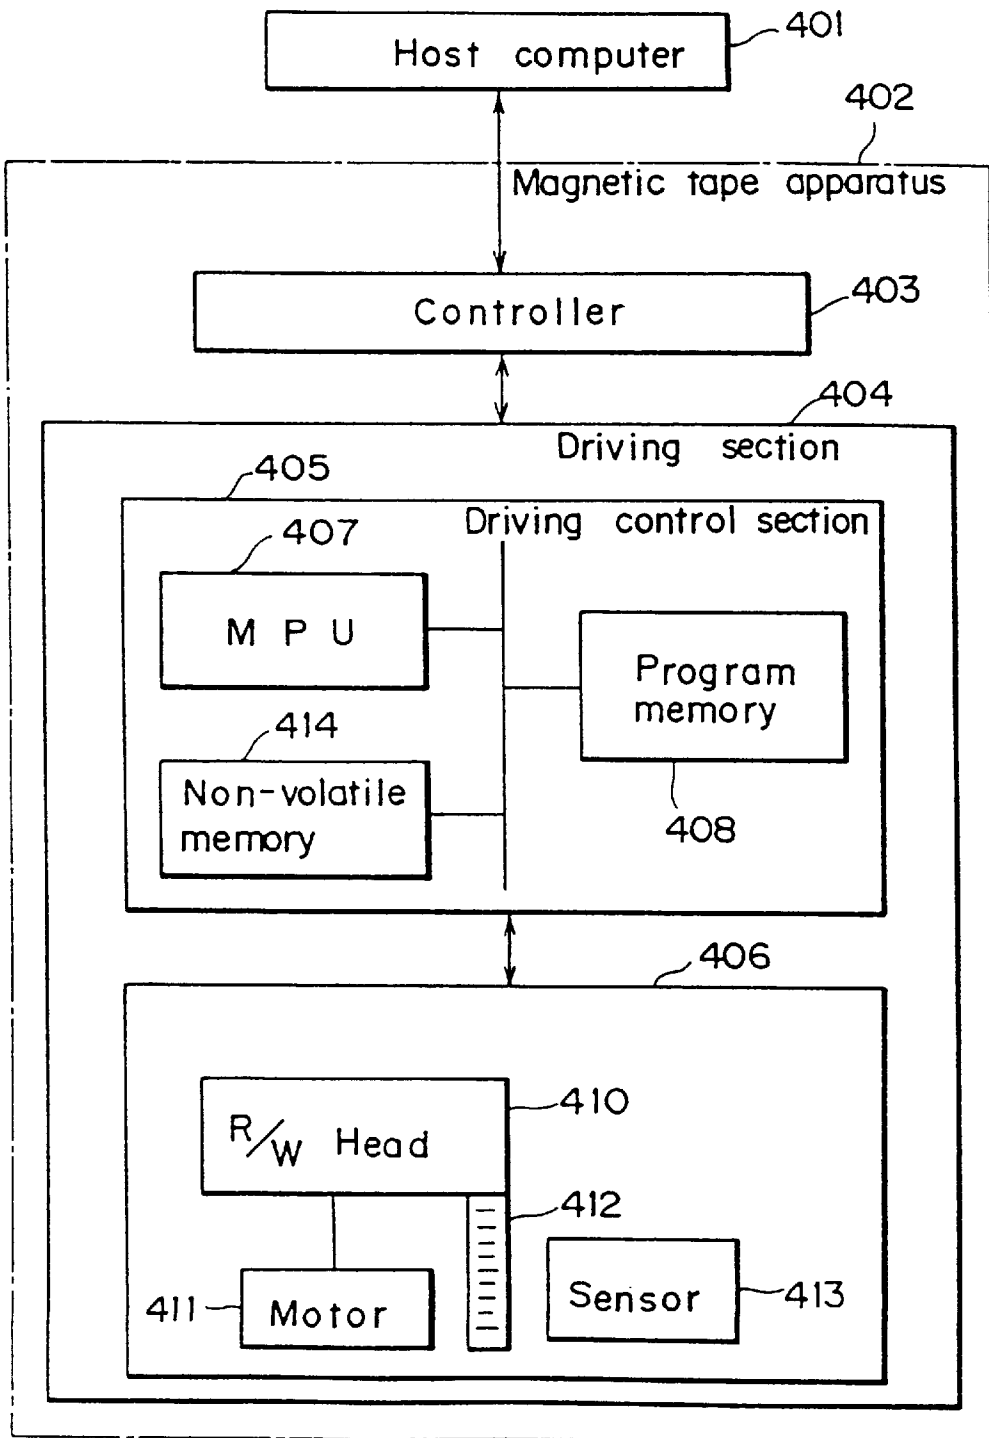 401
Host computer
402
Magnetic tape apparatus
403
Controller
404
Driving section
405
Driving control section
407
M P U
Program
memory
414
Non-volatile
memory
408
406
410
R/W Head
412
411
Motor
Sensor
413